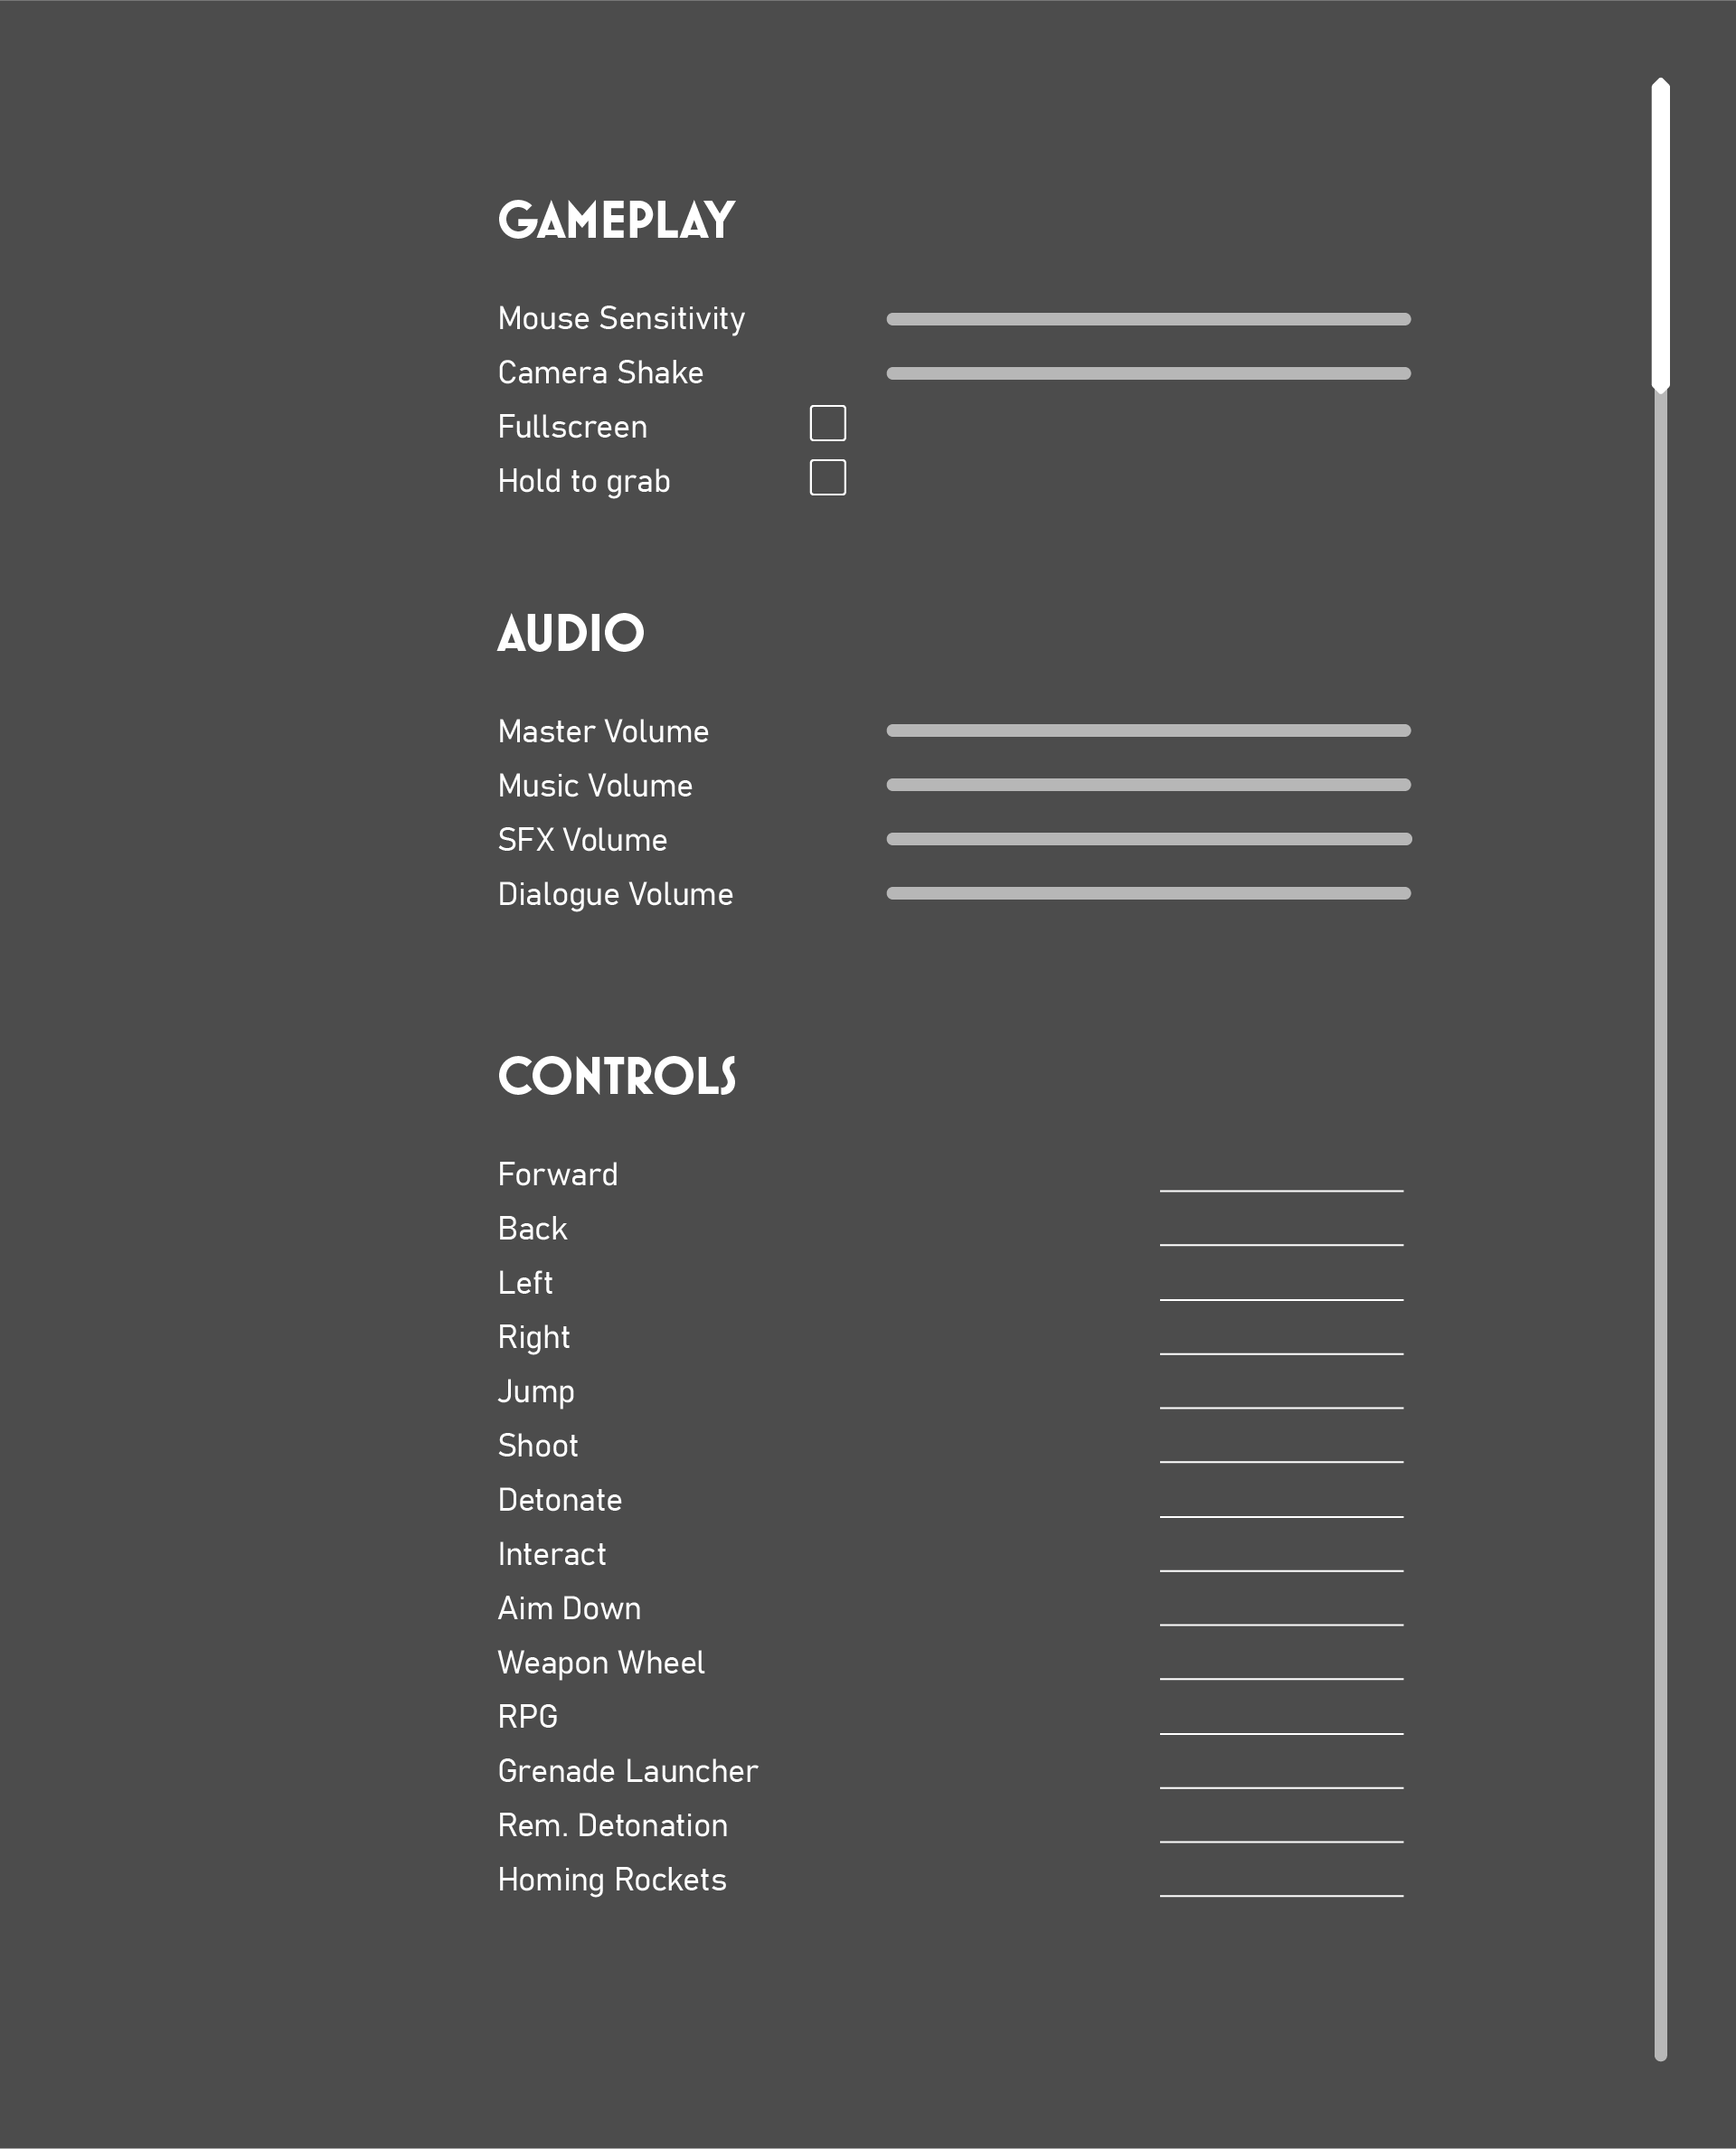 GAMEPLAY
Mouse Sensitivity
Camera Shake
Fullscreen
Hold to grab
AUDIO
Master Volume
Music Volume
SFX Volume
Dialogue Volume
CONTROLS
Forward
Back
Left
Right
Jump
Shoot
Detonate
Interact
Aim Down
Weapon Wheel
RPG
Grenade Launcher
Rem. Detonation
Homing Rockets